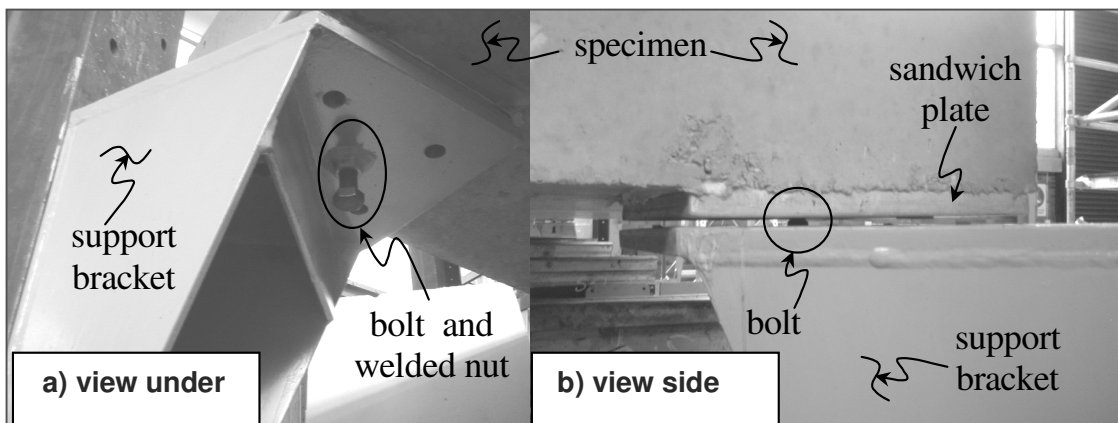 specimen
sandwich
plate
support
bracket
bolt and
welded nut
bolt
support
bracket
a) view under
b) view side